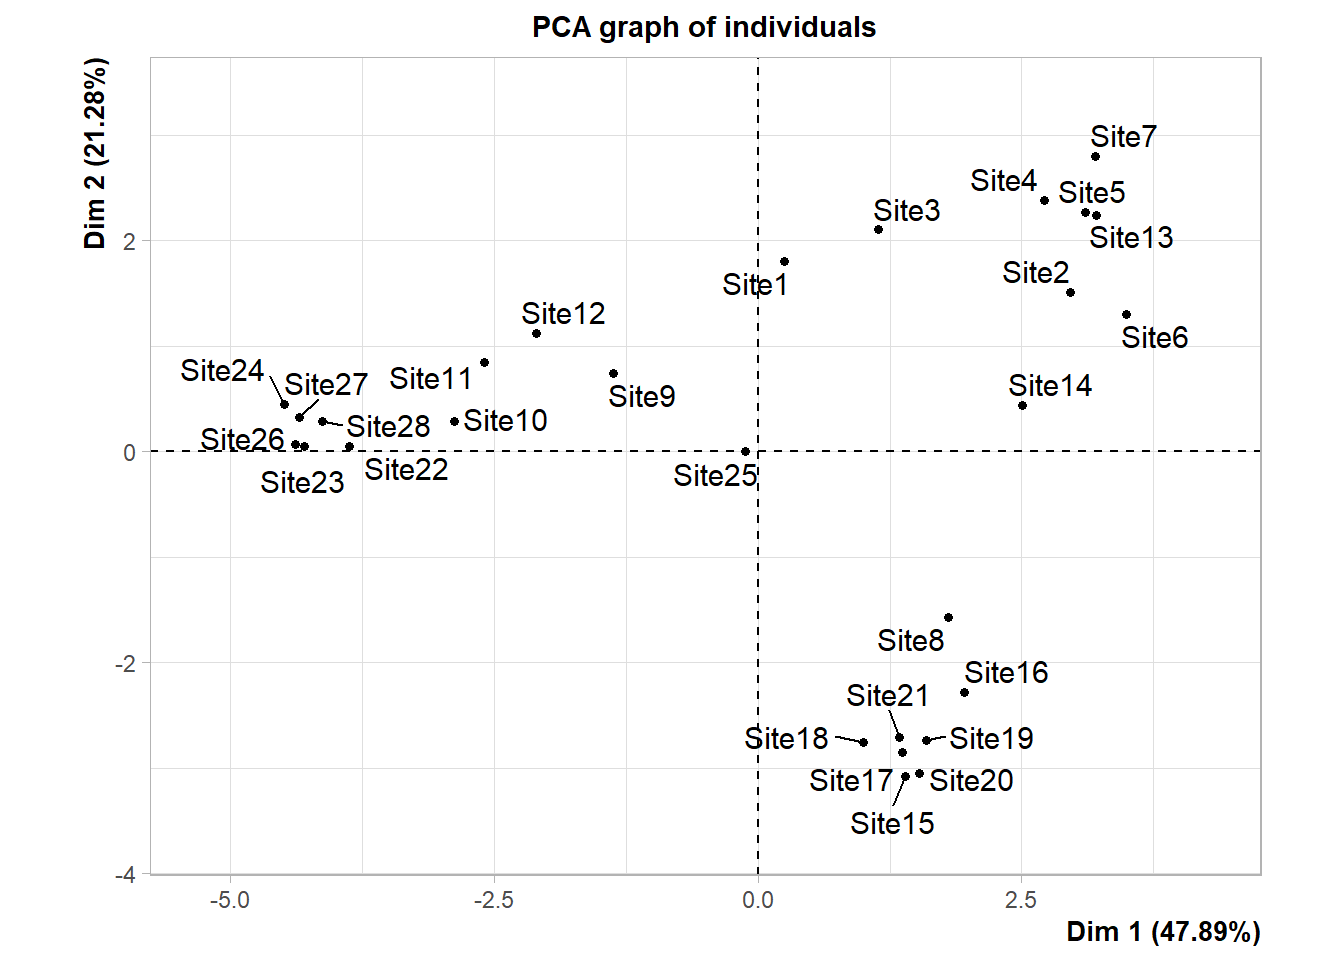 PCA graph of individuals
Dim 2 (21.28%)
Site7
Site4
Site5
Site3
Site13
2
Site2
Site1
Site12
Site6
Site24
Site27
Site11
Site14
Site9
Site10
Site28
Site26
0
Site22
Site25
Site23
Site8
-2
Site16
Site21
Site18
Site19
Site17
Site20
Site15
-4
-5.0
-2.5
0.0
2.5
Dim 1 (47.89%)